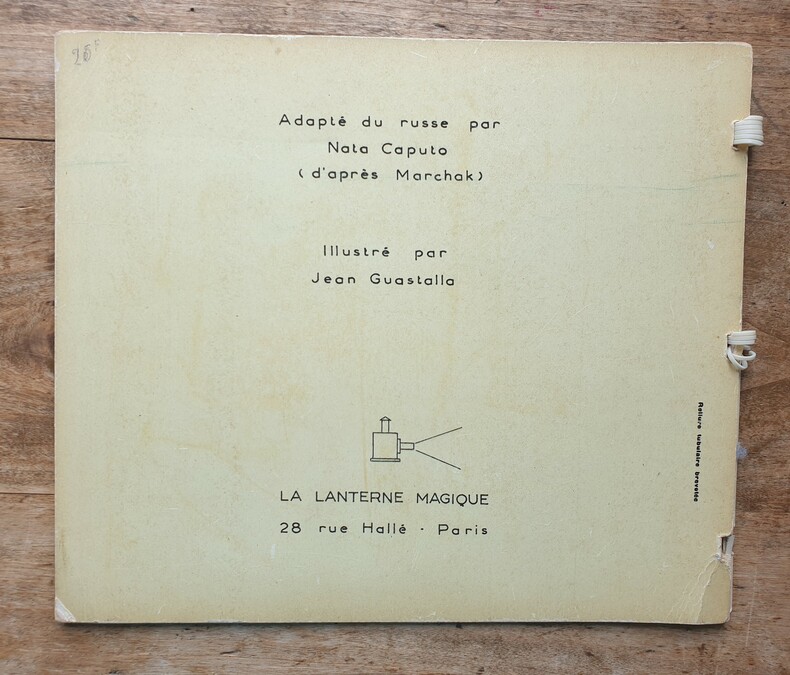 25F
Adapté du russe par
Nata Caputo
(d'après Marchak)
Illustré par
Jean Guastalla
LA LANTERNE MAGIQUE
28 rue Hallé · Paris
Reliure tubulaire brevetée